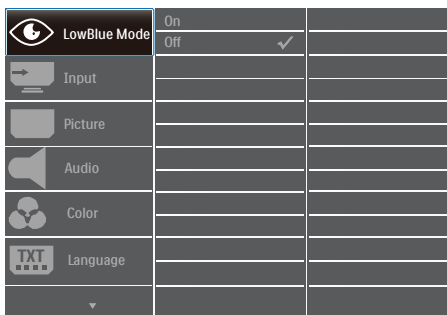 LowBlue Mode
On
Off
Input
Picture
Audio
Color
TXT
Language